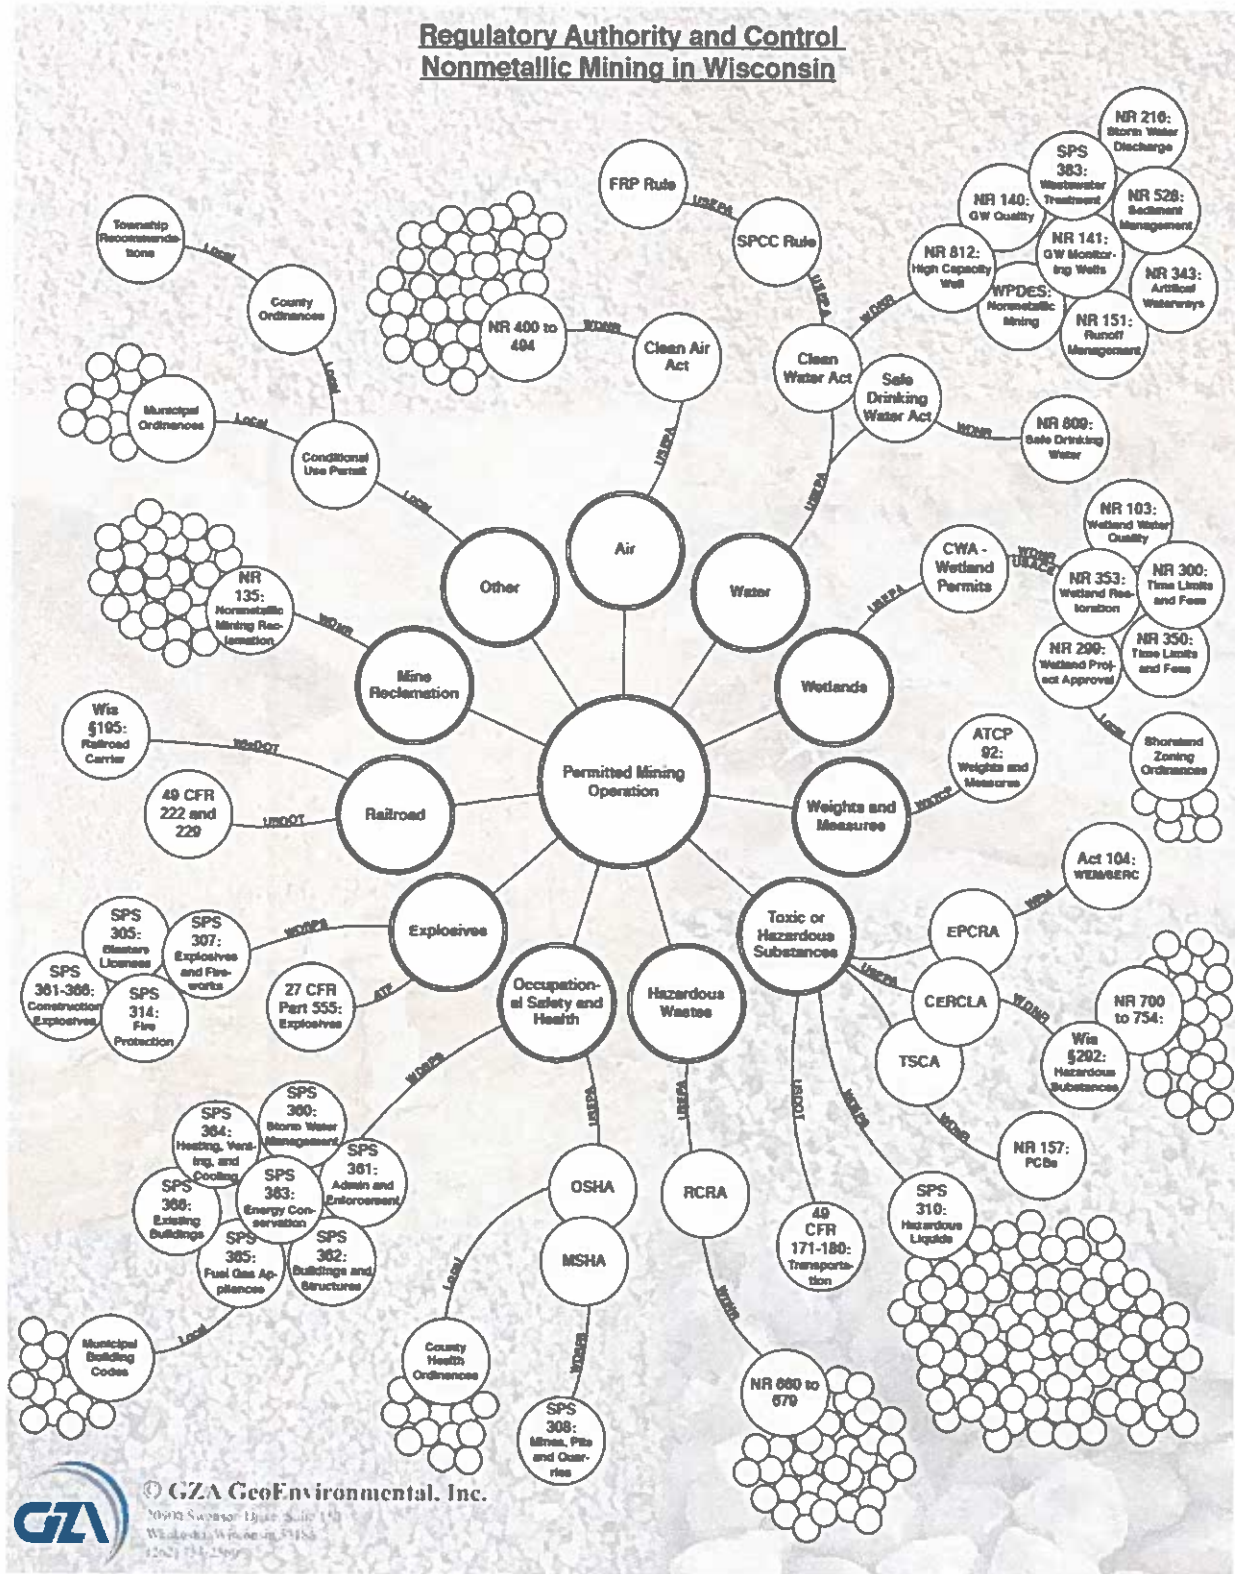 Regulatory Authority and Control
Nonmetallic Mining in Wisconsin
NR 216:
Storm Water
Discharge
SPS
383:
Wastewater
Treatment
NR 140:
GW Quality
NR 528:
Sediment
Management
NR 141:
GW Monitor-
ing Wells
NR 812:
High Capacity
Well
WPDES:
Nonmetallic
Mining
NR 343:
Artifical
Waterways
NR 151:
Runoff
Management
WDNR
FRP Rule
USEPA
SPCC Rule
USEPA
Clean
Water Act
Safe
Drinking
Water Act
WDNR
NR 809:
Safe Drinking
Water
USEPA
Township
Recommenda-
tions
Local
County
Ordinances
Local
Municipal
Ordinances
Local
Conditional
Use Permit
Local
NR 400 to
494
WDNR
Clean Air
Act
USEPA
Air
Other
Water
NR 103:
Wetland Water
Quality
CWA -
Wetland
Permits
WDNR
USACE
USEPA
NR 353:
Wetland Res-
toration
NR 300:
Time Limits
and Fees
NR 299:
Wetland Proj-
ect Approval
NR 350:
Time Limits
and Fees
Local
Shoreland
Zoning
Ordinances
NR
135:
Nonmetallic
Mining Rec-
lamation
WDNR
Mine
Reclamation
Wetlands
Wis
§195:
Railroad
Carrier
WisDOT
49 CFR
222 and
229
USDOT
Railroad
Permitted Mining
Operation
Weights and
Measures
WATCP
ATCP
92:
Weights and
Measures
SPS
305:
Blasters
Licenses
SPS
307:
Explosives
and Fire-
works
SPS
361-366:
Construction
Explosives
SPS
314:
Fire
Protection
WDSPS
Explosives
ATF
27 CFR
Part 555:
Explosives
Occupation-
al Safety and
Health
Hazardous
Wastes
Toxic or
Hazardous
Substances
Act 104:
WEM/SERC
WEM
EPCRA
USEPA
CERCLA
WDNR
NR 700
to 754:
Wis
§292:
Hazardous
Substances
TSCA
WDNR
NR 157:
PCBs
WDSPS
USEPA
USEPA
USDOT
WDSPS
SPS
360:
Storm Water
Management
SPS
364:
Heating, Vent-
ing, and
Cooling
SPS
361:
Admin and
Enforcement
SPS
363:
Energy Con-
servation
SPS
366:
Existing
Buildings
SPS
365:
Fuel Gas Ap-
pliances
SPS
362:
Buildings and
Structures
Local
Municipal
Building
Codes
OSHA
MSHA
Local
County
Health
Ordinances
WDSPS
SPS
308:
Mines, Pits
and Quar-
ries
RCRA
WDNR
NR 660 to
679
49
CFR
171-180:
Transporta-
tion
SPS
310:
Hazardous
Liquids
GZA
© GZA GeoEnvironmental, Inc.